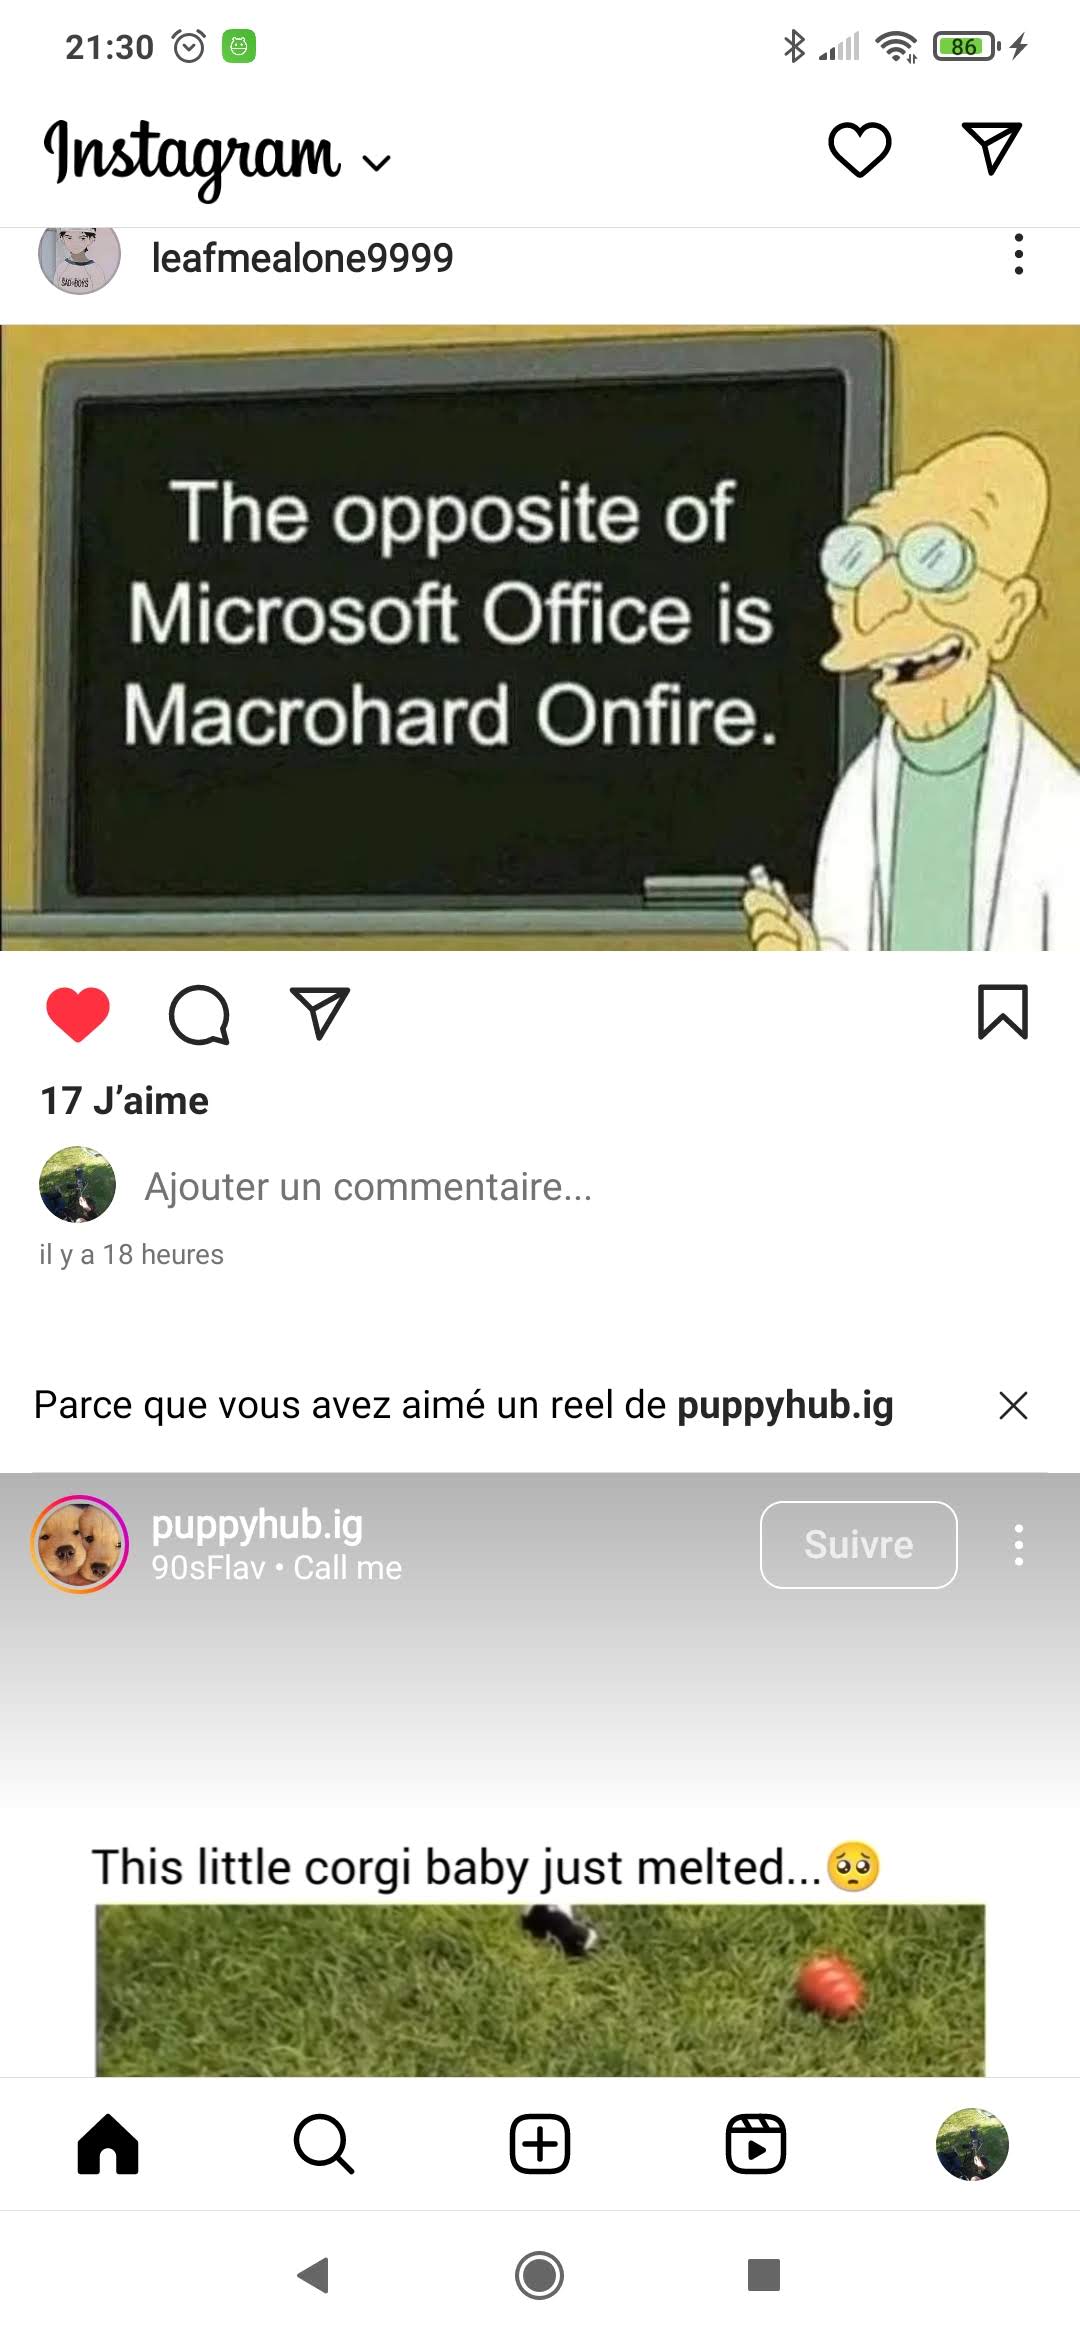 21:30
86
Instagram
leafmealone9999
SAD BOYS
The opposite of
Microsoft Office is
Macrohard Onfire.
17 J’aime
Ajouter un commentaire...
il y a 18 heures
Parce que vous avez aimé un reel de puppyhub.ig
puppyhub.ig
90sFlav • Call me
Suivre
This little corgi baby just melted...🥺